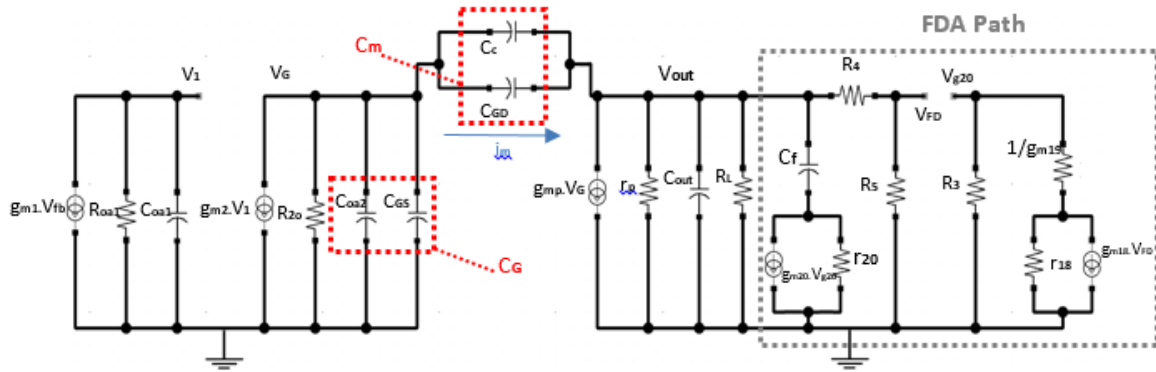 FDA Path
Cm
Cc
CGD
im
V1
VG
Vout
R4
VFD
Vg20
gm1.Vfb
Roa1
Coa1
gm2.V1
R2o
Coa2
CGS
CG
gmp.VG
rp
Cout
RL
Cf
gm20.Vg20
r20
R5
R3
1/gm19
r18
gm18.VFD